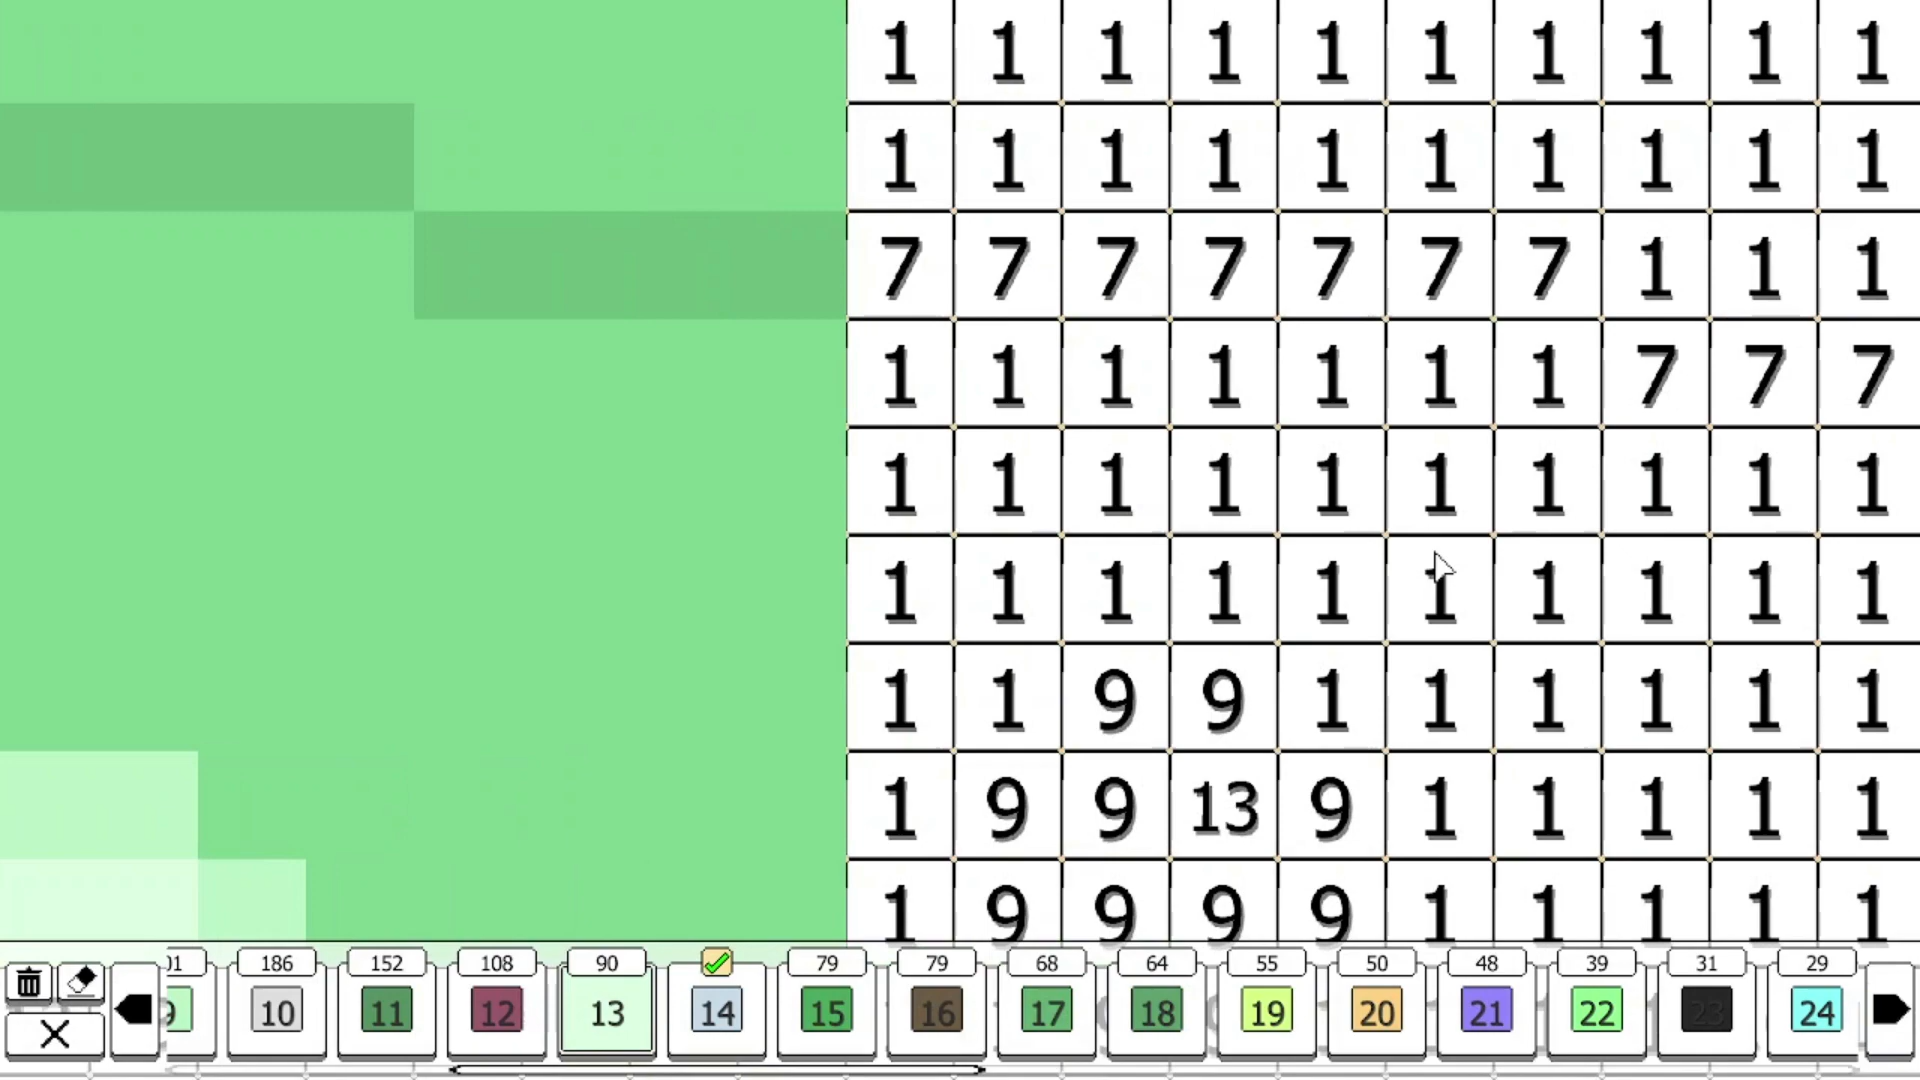 1 1 1 1 1 1 1 1 1 1
1 1 1 1 1 1 1 1 1 1
7 7 7 7 7 7 7 1 1 1
1 1 1 1 1 1 1 7 7 7
1 1 1 1 1 1 1 1 1 1
1 1 1 1 1 1 1 1 1 1
1 1 9 9 1 1 1 1 1 1
1 9 9 13 9 1 1 1 1 1
1 9 9 9 9 1 1 1 1 1
01 186 152 108 90 79 79 68 64 55 50 48 39 31 29
9 10 11 12 13 14 15 16 17 18 19 20 21 22 23 24